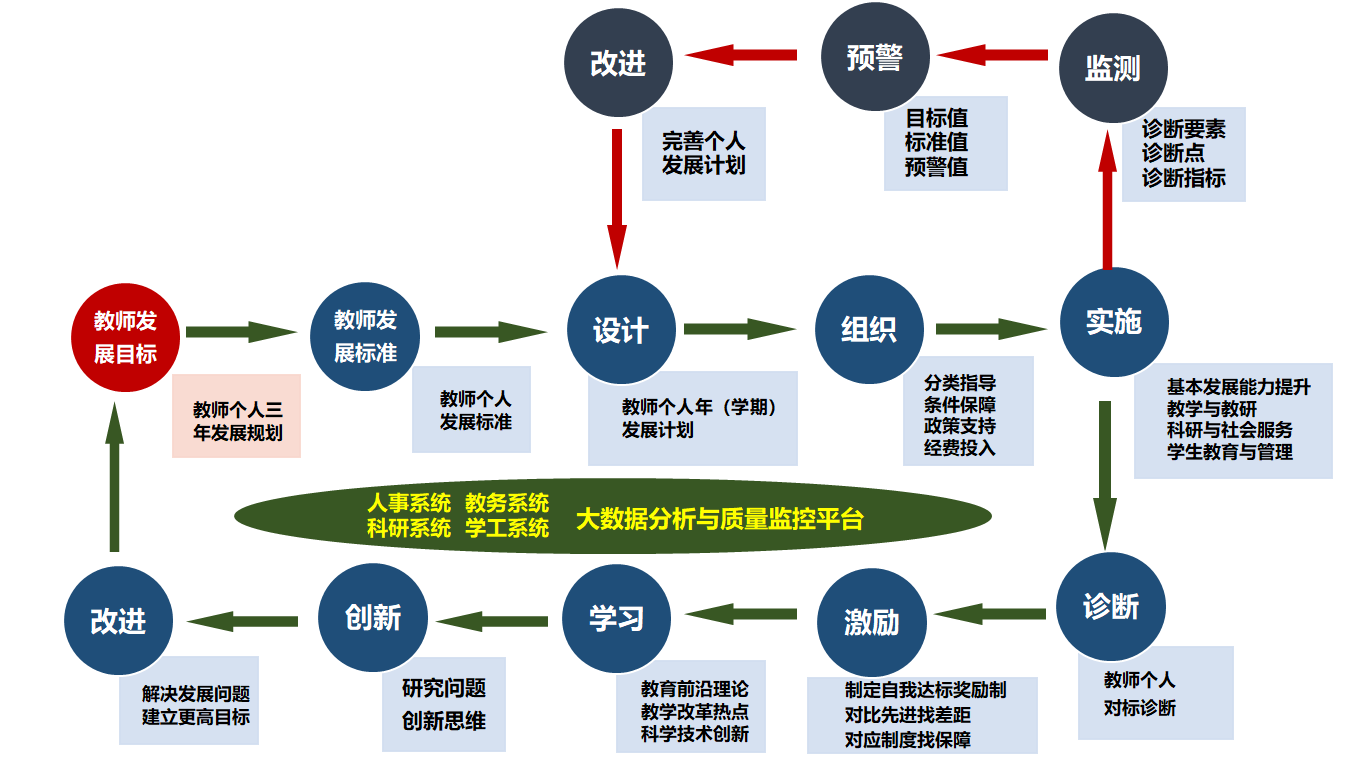 改进
预警
监测
完善个人
发展计划
目标值
标准值
预警值
诊断要素
诊断点
诊断指标
教师发
展目标
教师发
展标准
设计
组织
实施
教师个人三
年发展规划
教师个人
发展标准
教师个人年（学期）
发展计划
分类指导
条件保障
政策支持
经费投入
基本发展能力提升
教学与教研
科研与社会服务
学生教育与管理
人事系统 教务系统
科研系统 学工系统
大数据分析与质量监控平台
改进
创新
学习
激励
诊断
解决发展问题
建立更高目标
研究问题
创新思维
教育前沿理论
教学改革热点
科学技术创新
制定自我达标奖励制
对比先进找差距
对应制度找保障
教师个人
对标诊断